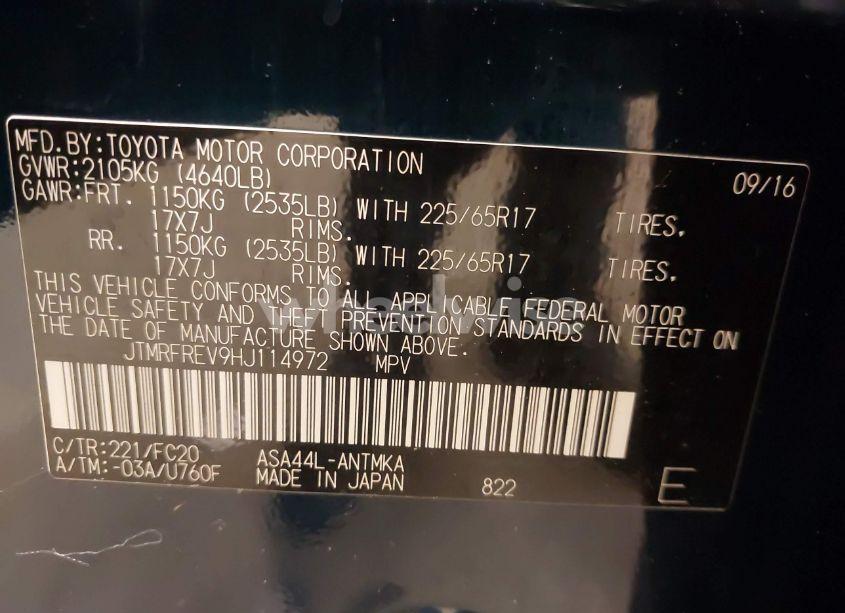 MFD.BY:TOYOTA MOTOR CORPORATION 09/16
GVWR:2105KG (4640LB)
GAWR:FRT. 1150KG (2535LB) WITH 225/65R17 TIRES.
17X7J RIMS.
RR. 1150KG (2535LB) WITH 225/65R17 TIRES.
17X7J RIMS.
THIS VEHICLE CONFORMS TO ALL APPLICABLE FEDERAL MOTOR
VEHICLE SAFETY AND THEFT PREVENTION STANDARDS IN EFFECT ON
THE DATE OF MANUFACTURE SHOWN ABOVE.
JTMRFREV9HJ114972 MPV
C/TR:221/FC20 ASA44L-ANTMKA
A/TM:-03A/U760F MADE IN JAPAN 822 E